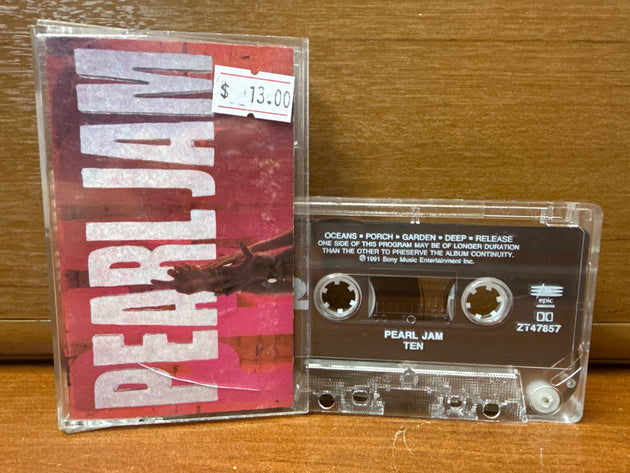 PEARL JAM
$ 13.00
OCEANS ▪ PORCH ▪ GARDEN ▪ DEEP ▪ RELEASE
ONE SIDE OF THIS PROGRAM MAY BE OF LONGER DURATION
THAN THE OTHER TO PRESERVE THE ALBUM CONTINUITY.
℗ 1991 Sony Music Entertainment Inc.
epic
ZT47857
PEARL JAM
TEN